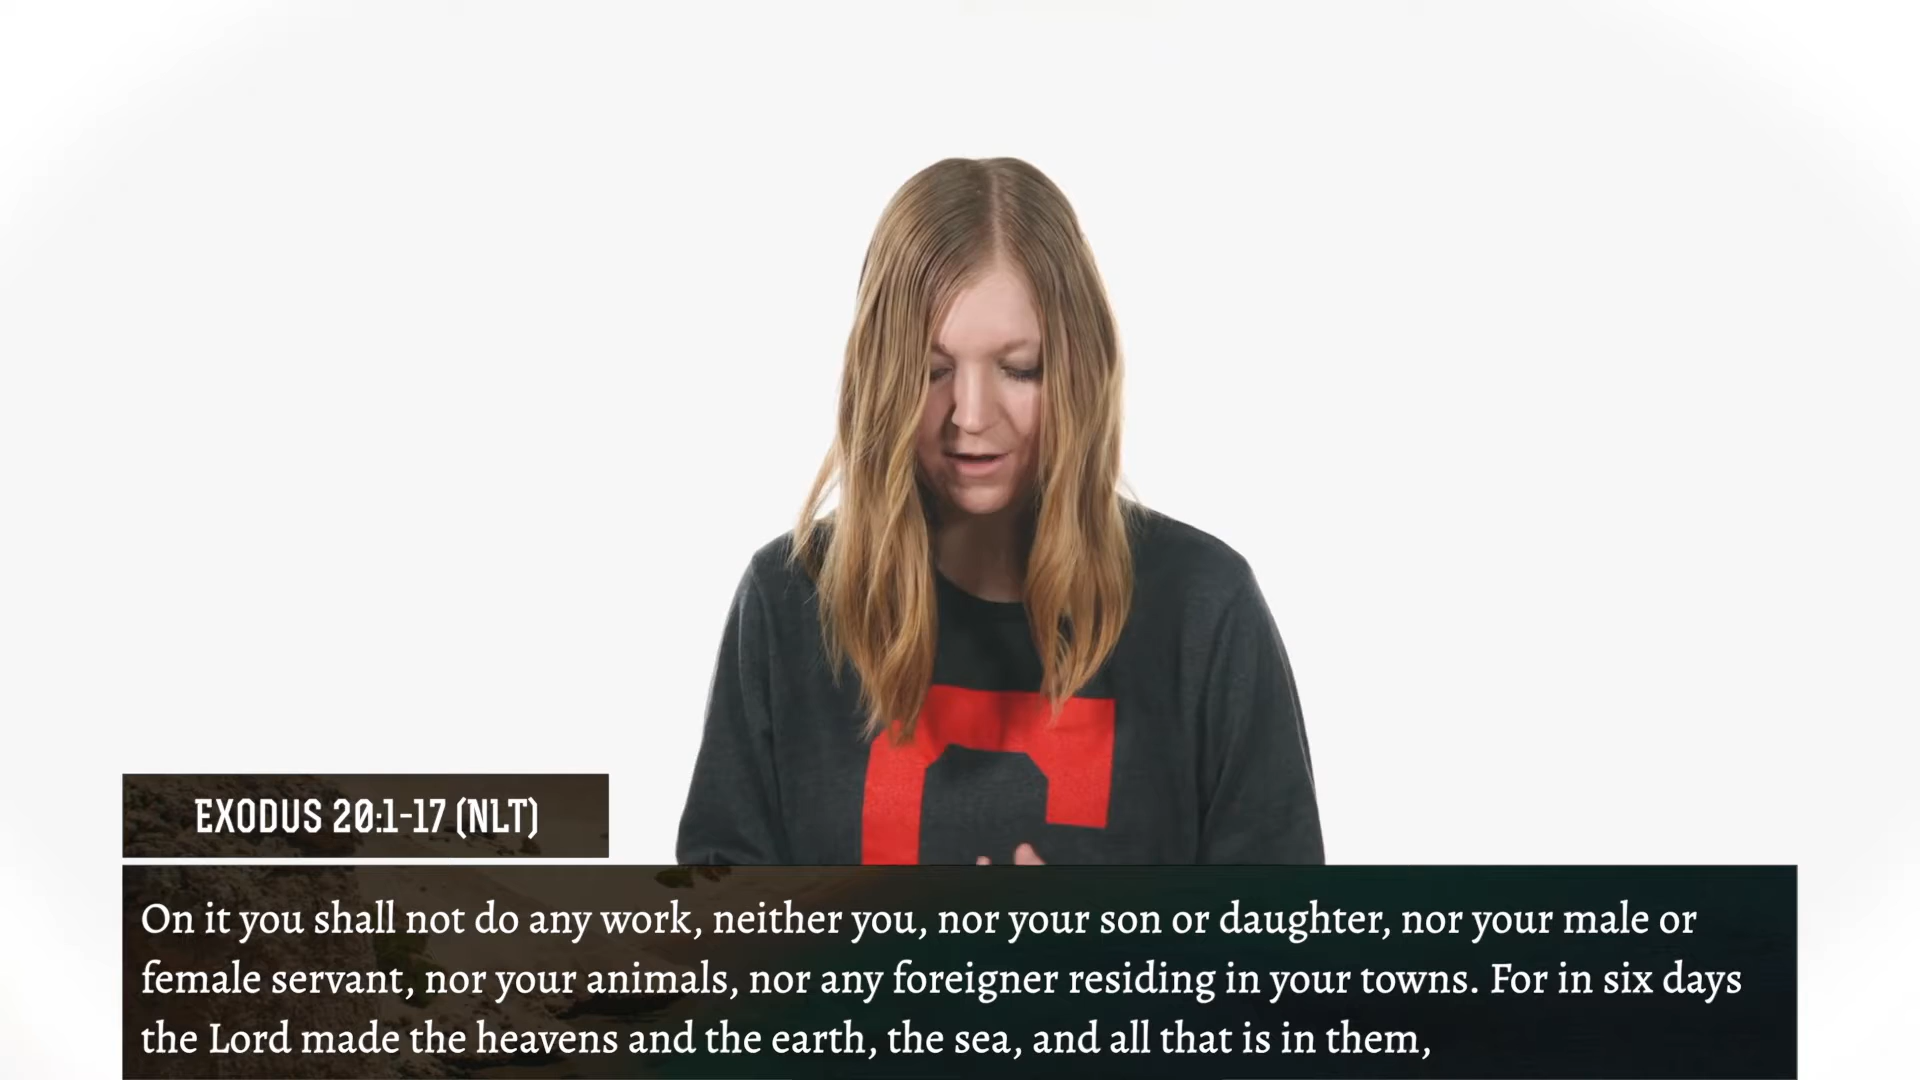 EXODUS 20:1-17 (NLT)
On it you shall not do any work, neither you, nor your son or daughter, nor your male or
female servant, nor your animals, nor any foreigner residing in your towns. For in six days
the Lord made the heavens and the earth, the sea, and all that is in them,